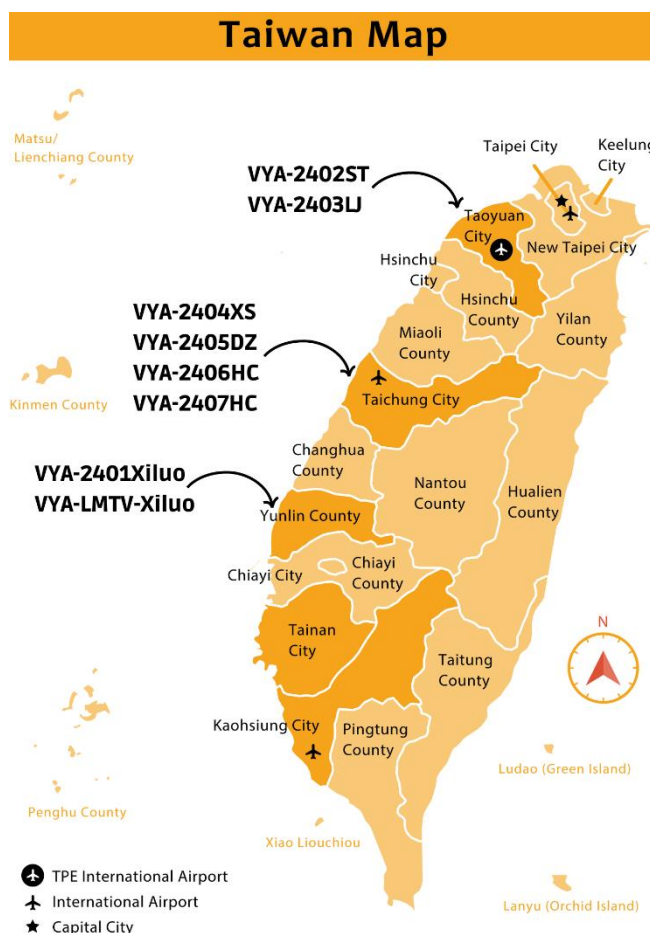 Taiwan Map
Matsu/
Lienchiang County
Taipei City
Keelung
City
VYA-2402ST
VYA-2403LJ
Taoyuan
City
New Taipei City
Hsinchu
City
Hsinchu
County
Yilan
County
VYA-2404XS
VYA-2405DZ
VYA-2406HC
VYA-2407HC
Miaoli
County
Kinmen County
Taichung City
Changhua
County
Nantou
County
Hualien
County
VYA-2401Xiluo
VYA-LMTV-Xiluo
Yunlin County
Chiayi City
Chiayi
County
Tainan
City
N
Taitung
County
Kaohsiung City
Pingtung
County
Ludao (Green Island)
Penghu County
Xiao Liouchiou
TPE International Airport
International Airport
Capital City
Lanyu (Orchid Island)